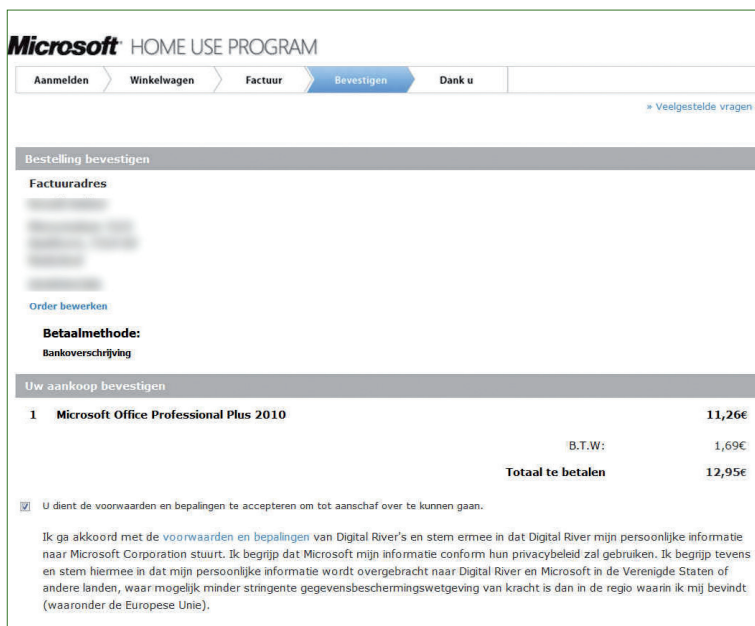 Microsoft HOME USE PROGRAM
Aanmelden Winkelwagen Factuur Bevestigen Dank u
» Veelgestelde vragen
Bestelling bevestigen
Factuuradres
Order bewerken
Betaalmethode:
Bankoverschrijving
Uw aankoop bevestigen
1 Microsoft Office Professional Plus 2010 11,26€
B.T.W: 1,69€
Totaal te betalen 12,95€
U dient de voorwaarden en bepalingen te accepteren om tot aanschaf over te kunnen gaan.
Ik ga akkoord met de voorwaarden en bepalingen van Digital River's en stem ermee in dat Digital River mijn persoonlijke informatie
naar Microsoft Corporation stuurt. Ik begrijp dat Microsoft mijn informatie conform hun privacybeleid zal gebruiken. Ik begrijp tevens
en stem hiermee in dat mijn persoonlijke informatie wordt overgebracht naar Digital River en Microsoft in de Verenigde Staten of
andere landen, waar mogelijk minder stringente gegevensbeschermingswetgeving van kracht is dan in de regio waarin ik mij bevindt
(waaronder de Europese Unie).